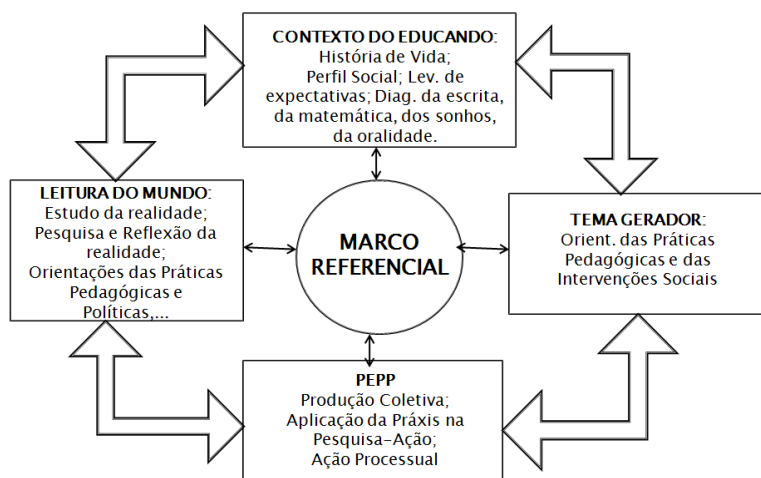 CONTEXTO DO EDUCANDO:
História de Vida;
Perfil Social; Lev. de
expectativas; Diag. da escrita,
da matemática, dos sonhos,
da oralidade.
LEITURA DO MUNDO:
Estudo da realidade;
Pesquisa e Reflexão da
realidade;
Orientações das Práticas
Pedagógicas e
Políticas,...
MARCO
REFERENCIAL
TEMA GERADOR:
Orient. das Práticas
Pedagógicas e das
Intervenções Sociais
PEPP
Produção Coletiva;
Aplicação da Práxis na
Pesquisa-Ação;
Ação Processual